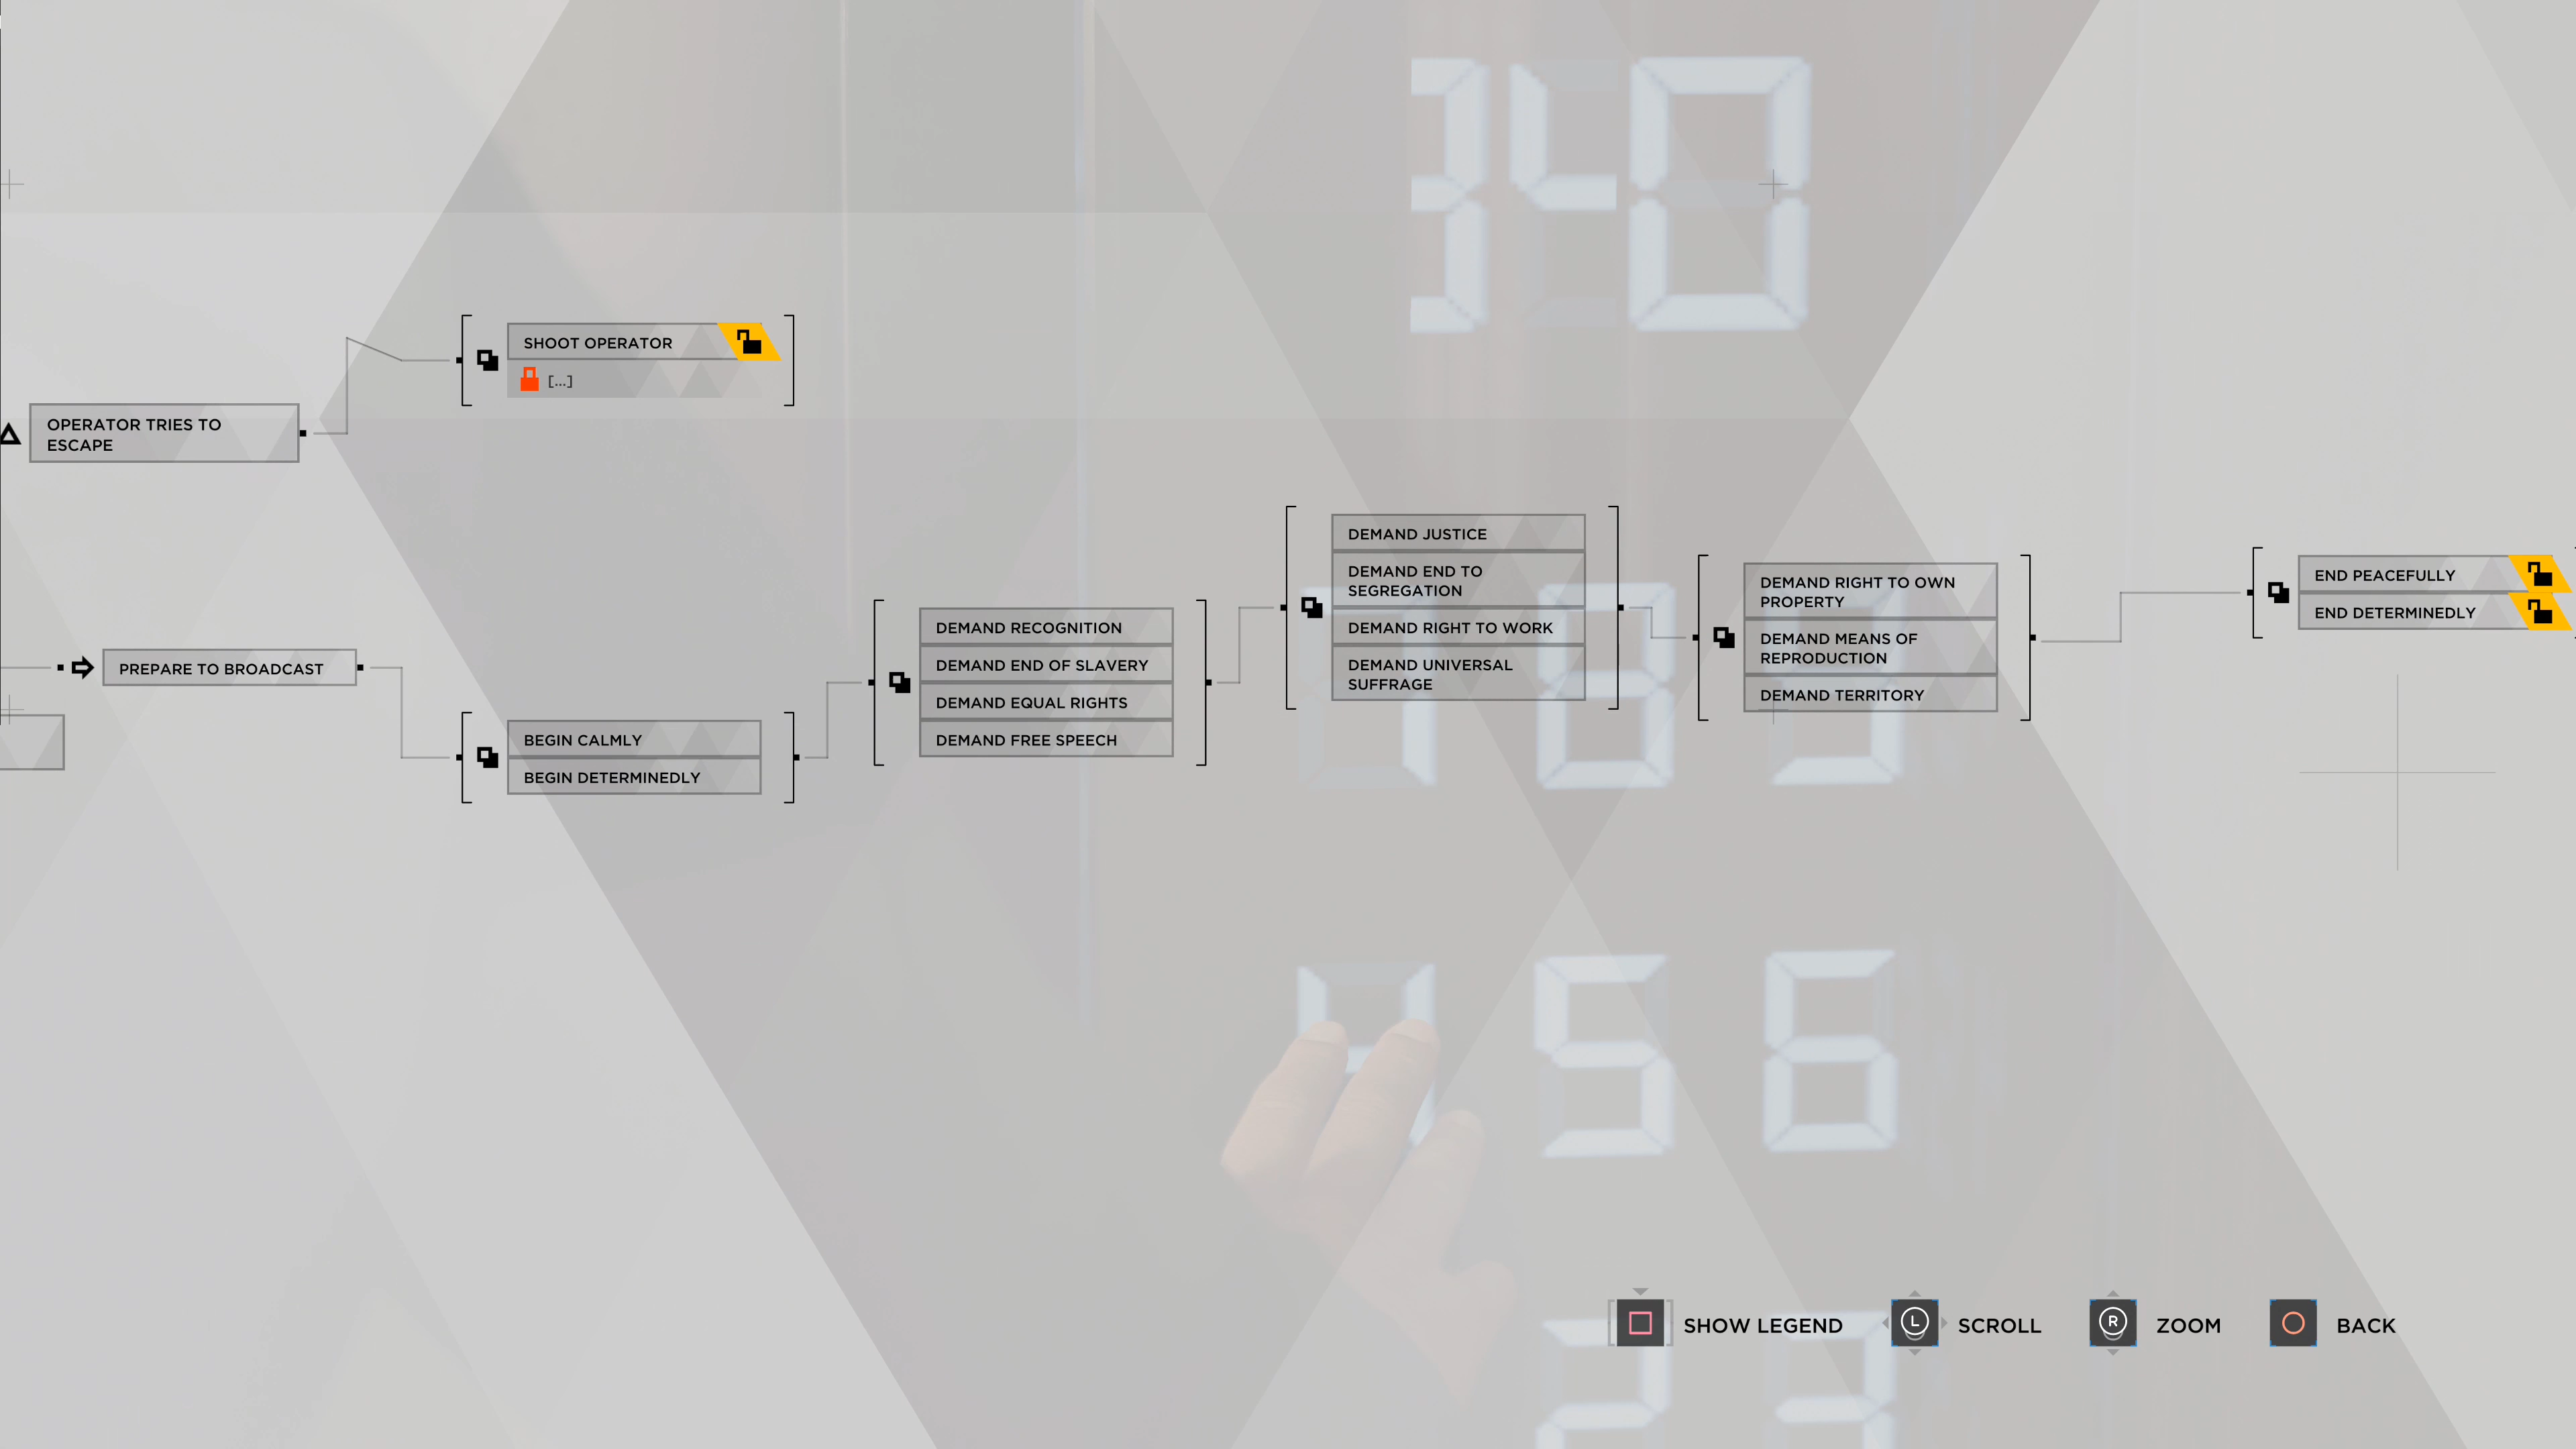 340
SHOOT OPERATOR
[...]
OPERATOR TRIES TO
ESCAPE
PREPARE TO BROADCAST
BEGIN CALMLY
BEGIN DETERMINEDLY
DEMAND RECOGNITION
DEMAND END OF SLAVERY
DEMAND EQUAL RIGHTS
DEMAND FREE SPEECH
DEMAND JUSTICE
DEMAND END TO
SEGREGATION
DEMAND RIGHT TO WORK
DEMAND UNIVERSAL
SUFFRAGE
DEMAND RIGHT TO OWN
PROPERTY
DEMAND MEANS OF
REPRODUCTION
DEMAND TERRITORY
END PEACEFULLY
END DETERMINEDLY
56
SHOW LEGEND
L
SCROLL
R
ZOOM
BACK